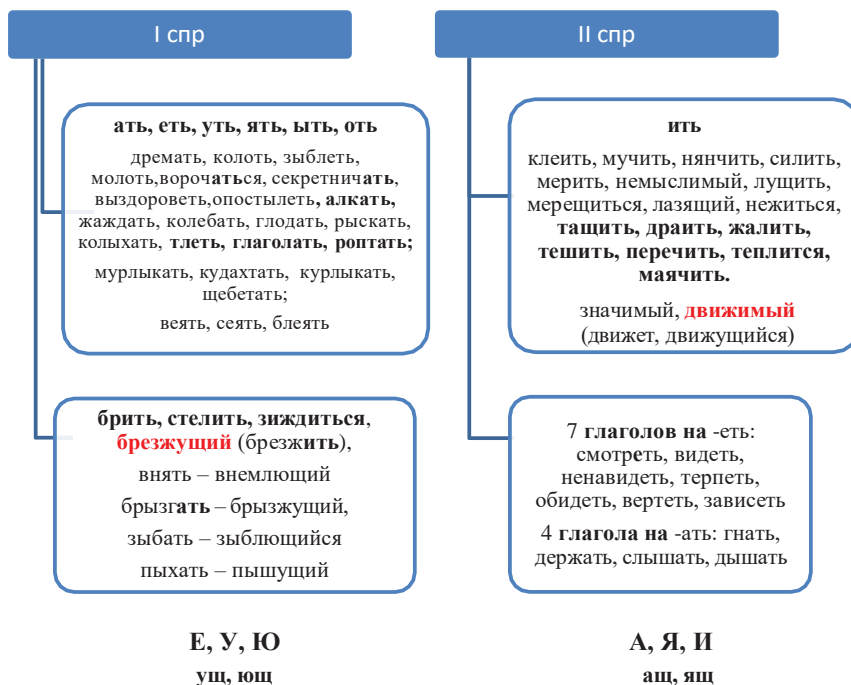 I спр
ать, еть, уть, ять, ыть, оть
дремать, колоть, зыблеть,
молоть,ворочаться, секретничать,
выздороветь,опостылеть, алкать,
жаждать, колебать, глодать, рыскать,
колыхать, тлеть, глаголать, роптать;
мурлыкать, кудахтать, курлыкать,
щебетать;
веять, сеять, блеять
брить, стелить, зиждиться,
брезжущий (брезжить),
внять – внемлющий
брызгать – брызжущий,
зыбать – зыблющийся
пыхать – пышущий
Е, У, Ю
ущ, ющ
II спр
ить
клеить, мучить, нянчить, силить,
мерить, немыслимый, лущить,
мерещиться, лазящий, нежиться,
тащить, драить, жалить,
тешить, перечить, теплится,
маячить.
значимый, движимый
(движет, движущийся)
7 глаголов на -еть:
смотреть, видеть,
ненавидеть, терпеть,
обидеть, вертеть, зависеть
4 глагола на -ать: гнать,
держать, слышать, дышать
А, Я, И
ащ, ящ